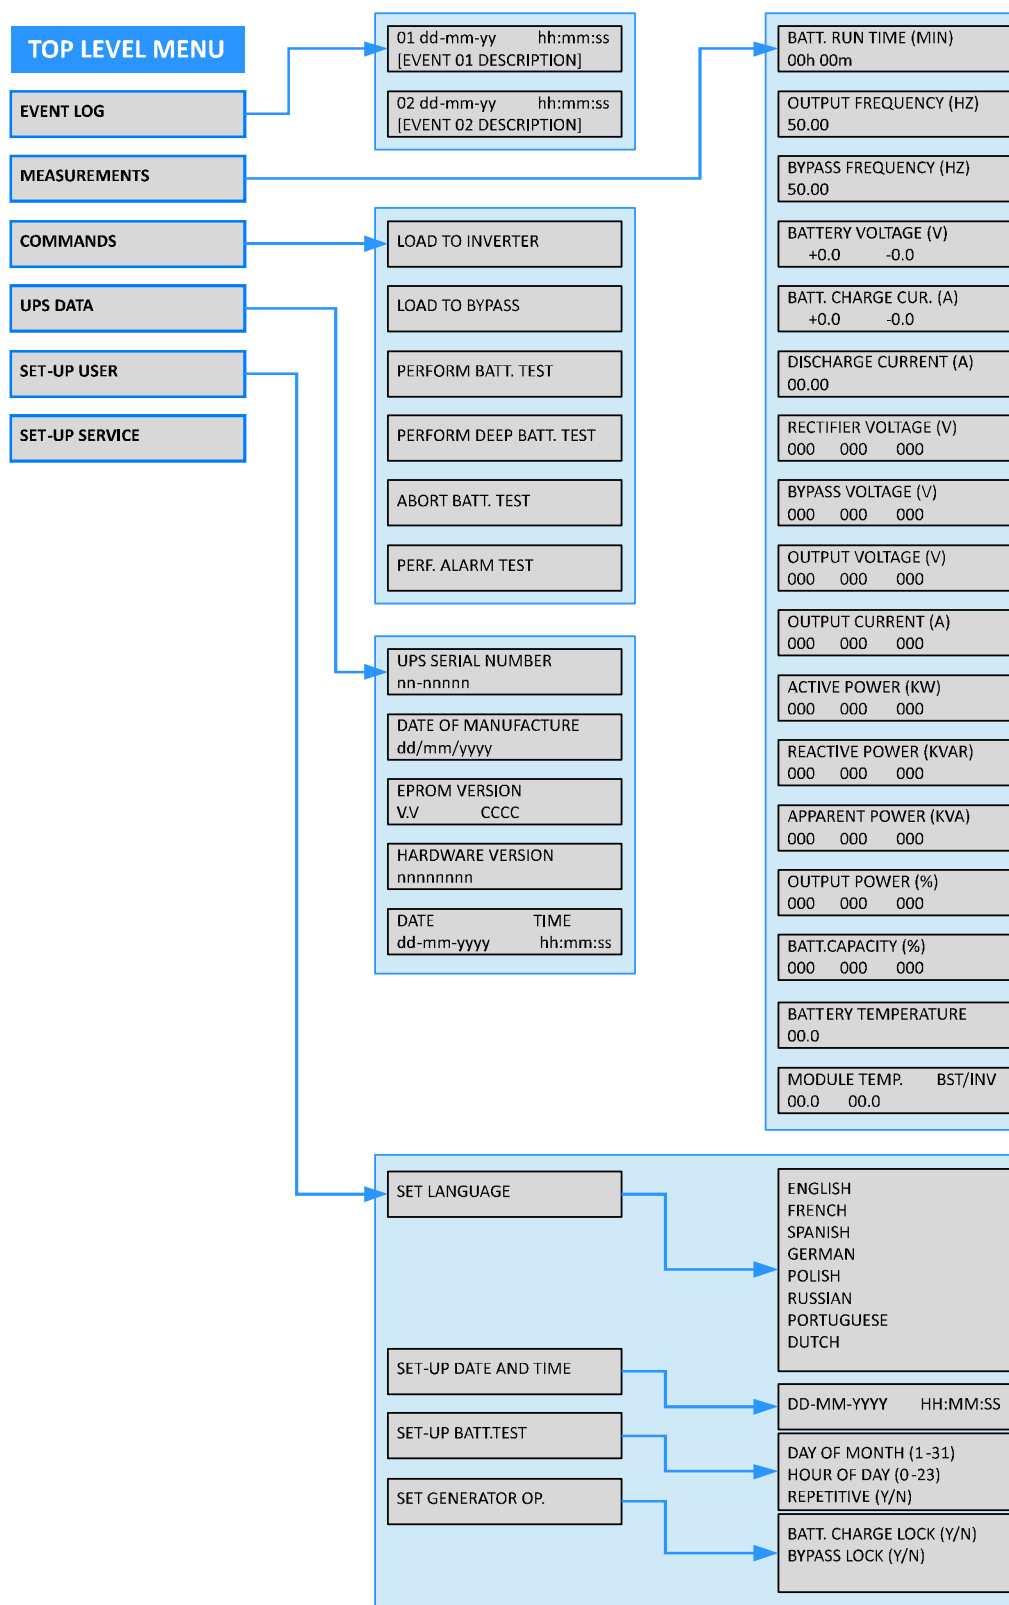 TOP LEVEL MENU
EVENT LOG
MEASUREMENTS
COMMANDS
UPS DATA
SET-UP USER
SET-UP SERVICE
01 dd-mm-yy hh:mm:ss
[EVENT 01 DESCRIPTION]
02 dd-mm-yy hh:mm:ss
[EVENT 02 DESCRIPTION]
LOAD TO INVERTER
LOAD TO BYPASS
PERFORM BATT. TEST
PERFORM DEEP BATT. TEST
ABORT BATT. TEST
PERF. ALARM TEST
UPS SERIAL NUMBER
nn-nnnnn
DATE OF MANUFACTURE
dd/mm/yyyy
EPROM VERSION
V.V CCCC
HARDWARE VERSION
nnnnnnnn
DATE TIME
dd-mm-yyyy hh:mm:ss
BATT. RUN TIME (MIN)
00h 00m
OUTPUT FREQUENCY (HZ)
50.00
BYPASS FREQUENCY (HZ)
50.00
BATTERY VOLTAGE (V)
+0.0 -0.0
BATT. CHARGE CUR. (A)
+0.0 -0.0
DISCHARGE CURRENT (A)
00.00
RECTIFIER VOLTAGE (V)
000 000 000
BYPASS VOLTAGE (V)
000 000 000
OUTPUT VOLTAGE (V)
000 000 000
OUTPUT CURRENT (A)
000 000 000
ACTIVE POWER (KW)
000 000 000
REACTIVE POWER (KVAR)
000 000 000
APPARENT POWER (KVA)
000 000 000
OUTPUT POWER (%)
000 000 000
BATT.CAPACITY (%)
000 000 000
BATTERY TEMPERATURE
00.0
MODULE TEMP. BST/INV
00.0 00.0
SET LANGUAGE
ENGLISH
FRENCH
SPANISH
GERMAN
POLISH
RUSSIAN
PORTUGUESE
DUTCH
SET-UP DATE AND TIME
DD-MM-YYYY HH:MM:SS
SET-UP BATT.TEST
DAY OF MONTH (1-31)
HOUR OF DAY (0-23)
REPETITIVE (Y/N)
SET GENERATOR OP.
BATT. CHARGE LOCK (Y/N)
BYPASS LOCK (Y/N)